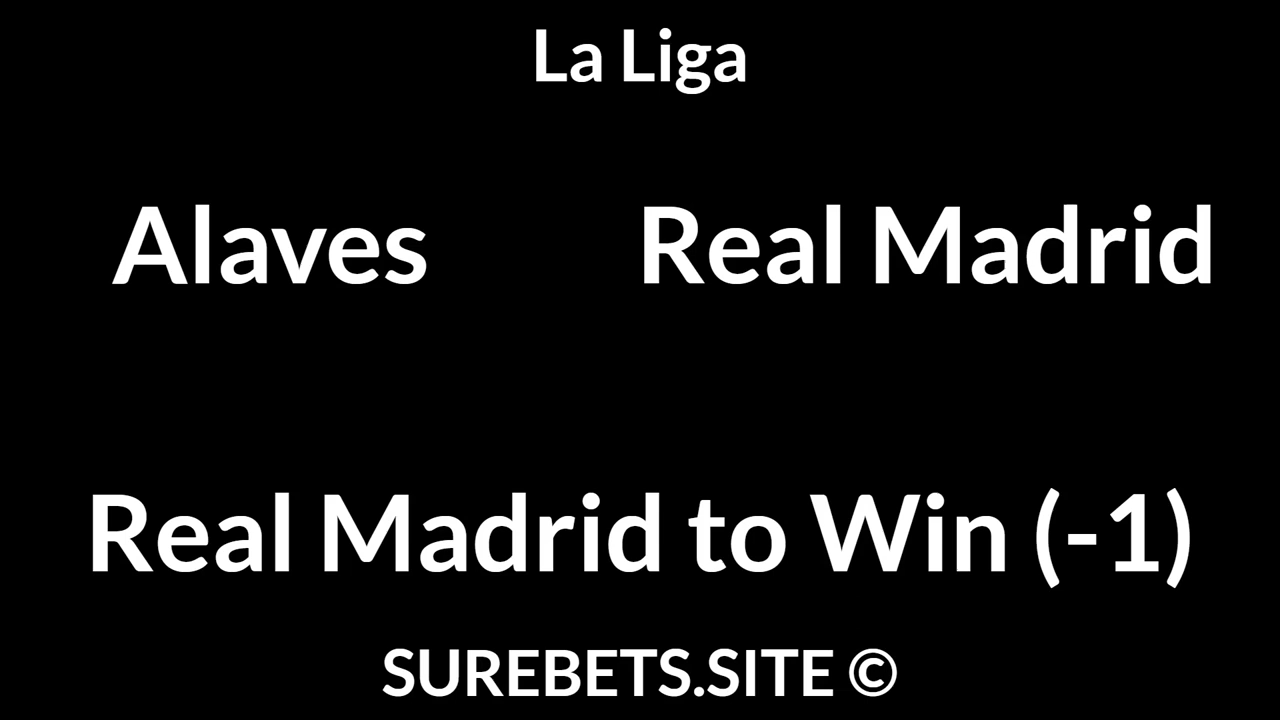 La Liga
Alaves Real Madrid
Real Madrid to Win (-1)
SUREBETS.SITE ©